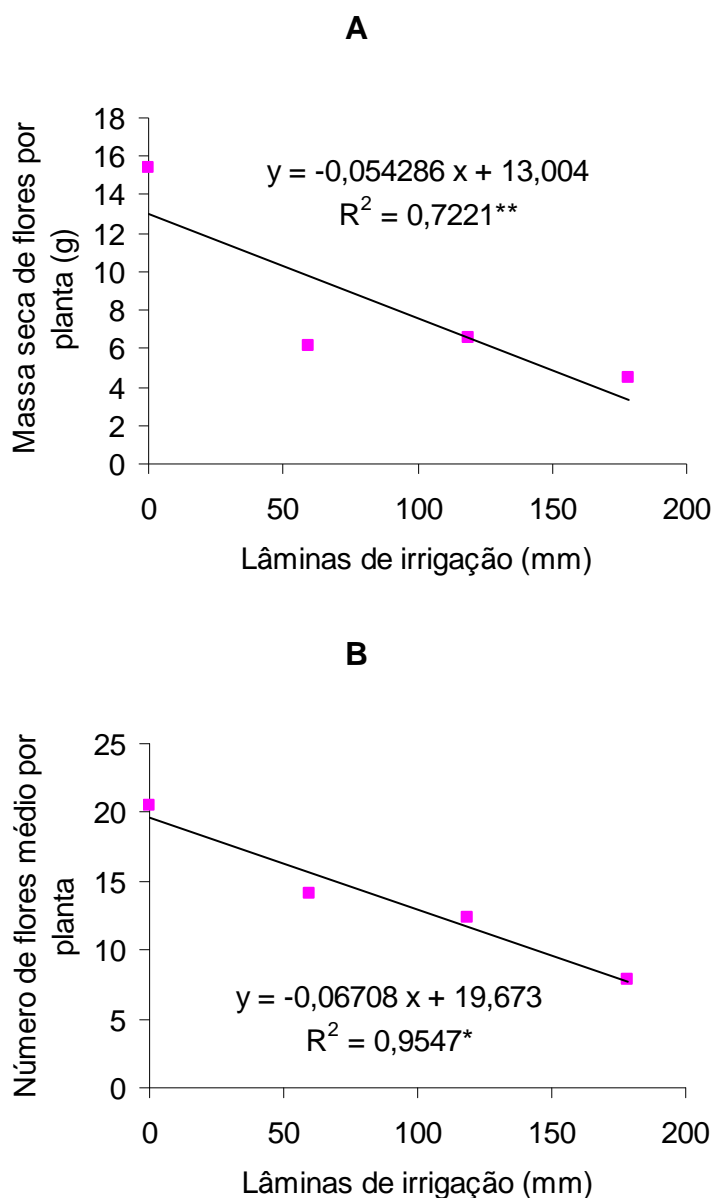 A
Massa seca de flores por
planta (g)
18
16
14
12
10
8
6
4
2
0
y = -0,054286 x + 13,004
R² = 0,7221**
0 50 100 150 200
Lâminas de irrigação (mm)
B
Número de flores médio por
planta
25
20
15
10
5
0
y = -0,06708 x + 19,673
R² = 0,9547*
0 50 100 150 200
Lâminas de irrigação (mm)